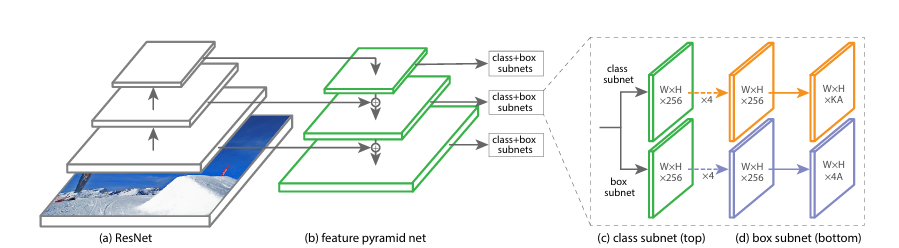 class+box
subnets
class+box
subnets
class+box
subnets
class
subnet
box
subnet
W×H
×256
×4
W×H
×256
W×H
×KA
W×H
×256
×4
W×H
×256
W×H
×4A
(a) ResNet
(b) feature pyramid net
(c) class subnet (top)
(d) box subnet (bottom)